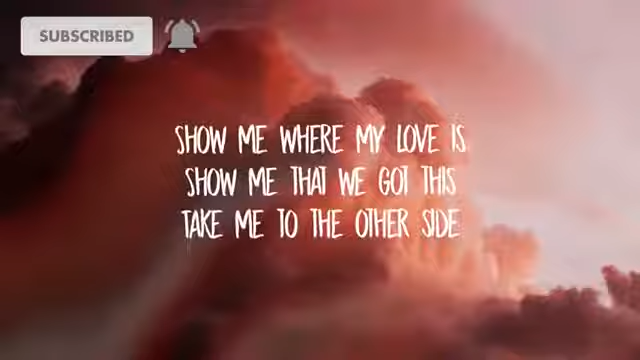 SUBSCRIBED
SHOW ME WHERE MY LOVE IS
SHOW ME THAT WE GOT THIS
TAKE ME TO THE OTHER SIDE